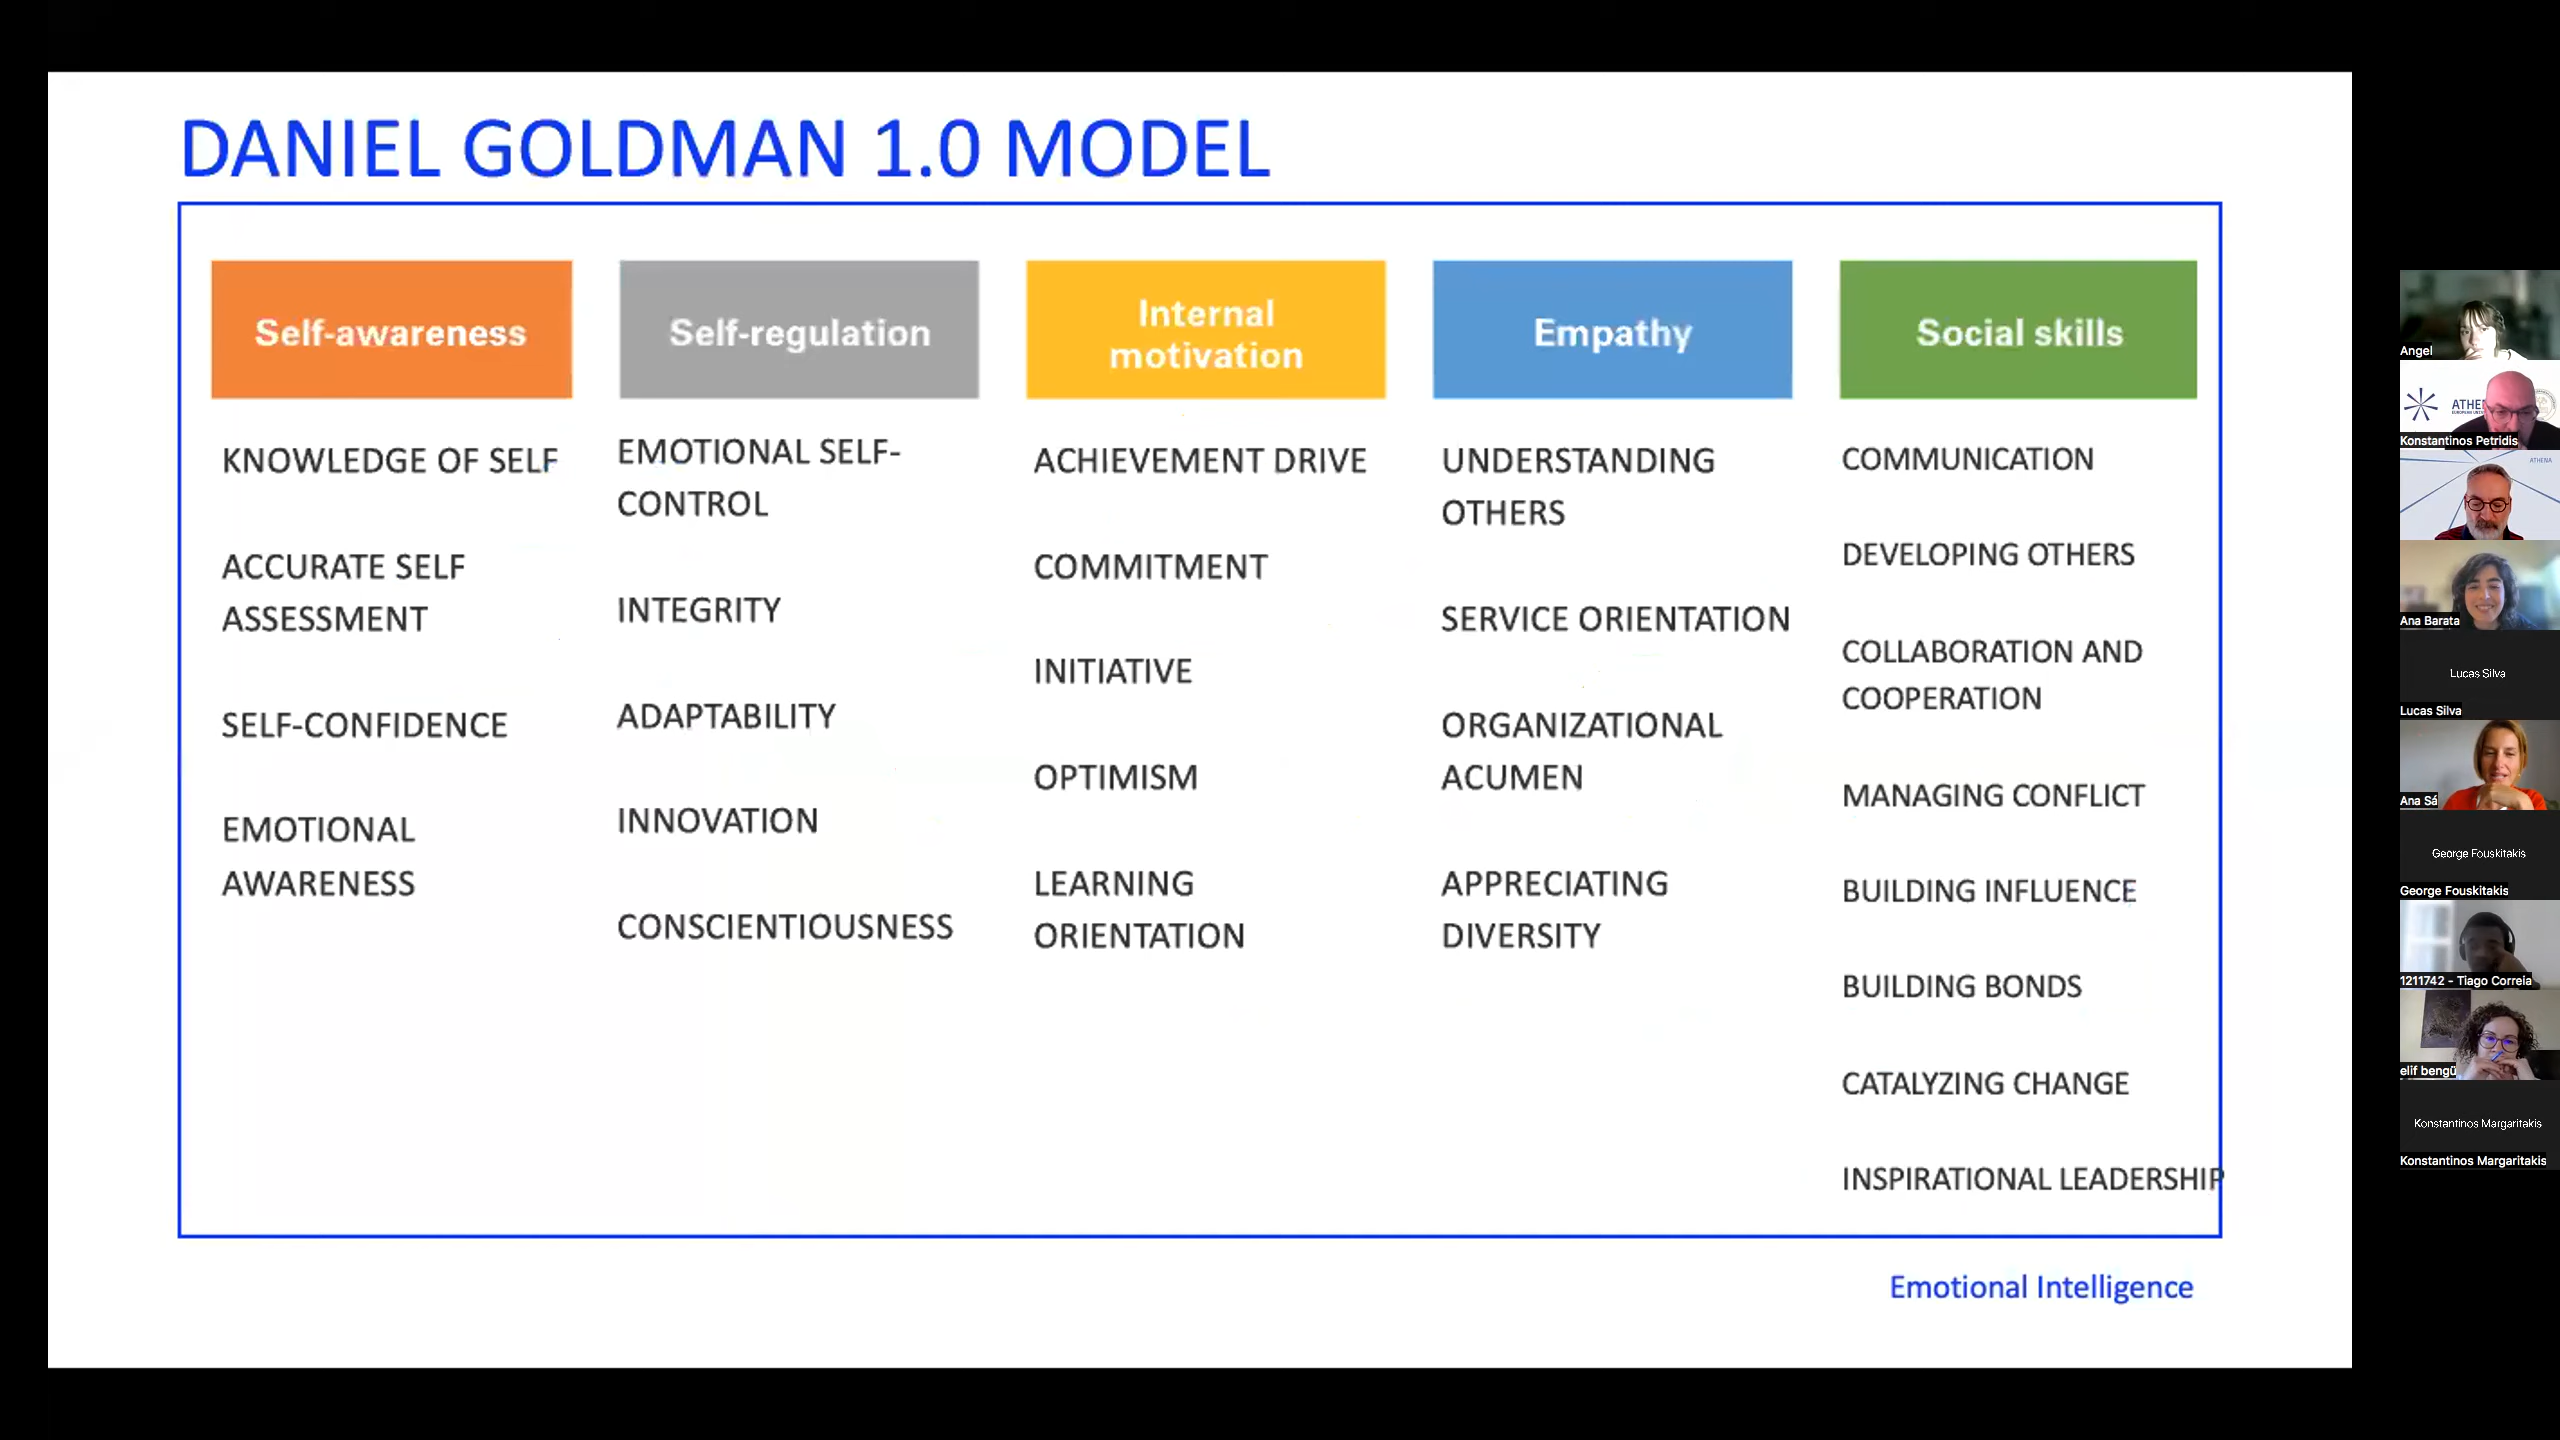 DANIEL GOLDMAN 1.0 MODEL
Self-awareness
KNOWLEDGE OF SELF
ACCURATE SELF
ASSESSMENT
SELF-CONFIDENCE
EMOTIONAL
AWARENESS
Self-regulation
EMOTIONAL SELF-
CONTROL
INTEGRITY
ADAPTABILITY
INNOVATION
CONSCIENTIOUSNESS
Internal
motivation
ACHIEVEMENT DRIVE
COMMITMENT
INITIATIVE
OPTIMISM
LEARNING
ORIENTATION
Empathy
UNDERSTANDING
OTHERS
SERVICE ORIENTATION
ORGANIZATIONAL
ACUMEN
APPRECIATING
DIVERSITY
Social skills
COMMUNICATION
DEVELOPING OTHERS
COLLABORATION AND
COOPERATION
MANAGING CONFLICT
BUILDING INFLUENCE
BUILDING BONDS
CATALYZING CHANGE
INSPIRATIONAL LEADERSHIP
Emotional Intelligence
Angel
Konstantinos Petridis
ATHENA
Ana Barata
Lucas Silva
Lucas Silva
Ana Sá
George Fouskitakis
George Fouskitakis
1211742 - Tiago Correia
elif bengü
Konstantinos Margaritakis
Konstantinos Margaritakis